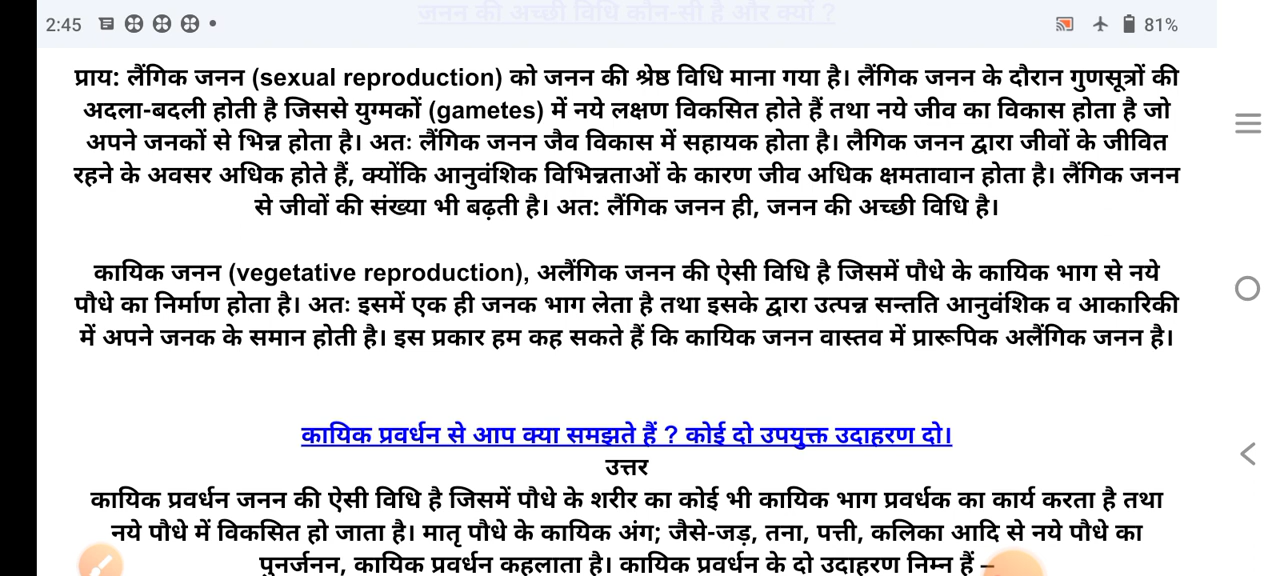 जनन की अच्छी विधि कौन-सी है और क्यों ?
2:45
81%
प्राय: लैंगिक जनन (sexual reproduction) को जनन की श्रेष्ठ विधि माना गया है। लैंगिक जनन के दौरान गुणसूत्रों की
अदला-बदली होती है जिससे युग्मकों (gametes) में नये लक्षण विकसित होते हैं तथा नये जीव का विकास होता है जो
अपने जनकों से भिन्न होता है। अतः लैंगिक जनन जैव विकास में सहायक होता है। लैगिक जनन द्वारा जीवों के जीवित
रहने के अवसर अधिक होते हैं, क्योंकि आनुवंशिक विभिन्नताओं के कारण जीव अधिक क्षमतावान होता है। लैंगिक जनन
से जीवों की संख्या भी बढ़ती है। अत: लैंगिक जनन ही, जनन की अच्छी विधि है।
कायिक जनन (vegetative reproduction), अलैंगिक जनन की ऐसी विधि है जिसमें पौधे के कायिक भाग से नये
पौधे का निर्माण होता है। अतः इसमें एक ही जनक भाग लेता है तथा इसके द्वारा उत्पन्न सन्तति आनुवंशिक व आकारिकी
में अपने जनक के समान होती है। इस प्रकार हम कह सकते हैं कि कायिक जनन वास्तव में प्रारूपिक अलैंगिक जनन है।
कायिक प्रवर्धन से आप क्या समझते हैं ? कोई दो उपयुक्त उदाहरण दो।
उत्तर
कायिक प्रवर्धन जनन की ऐसी विधि है जिसमें पौधे के शरीर का कोई भी कायिक भाग प्रवर्धक का कार्य करता है तथा
नये पौधे में विकसित हो जाता है। मातृ पौधे के कायिक अंग; जैसे-जड़, तना, पत्ती, कलिका आदि से नये पौधे का
पुनर्जनन, कायिक प्रवर्धन कहलाता है। कायिक प्रवर्धन के दो उदाहरण निम्न हैं –